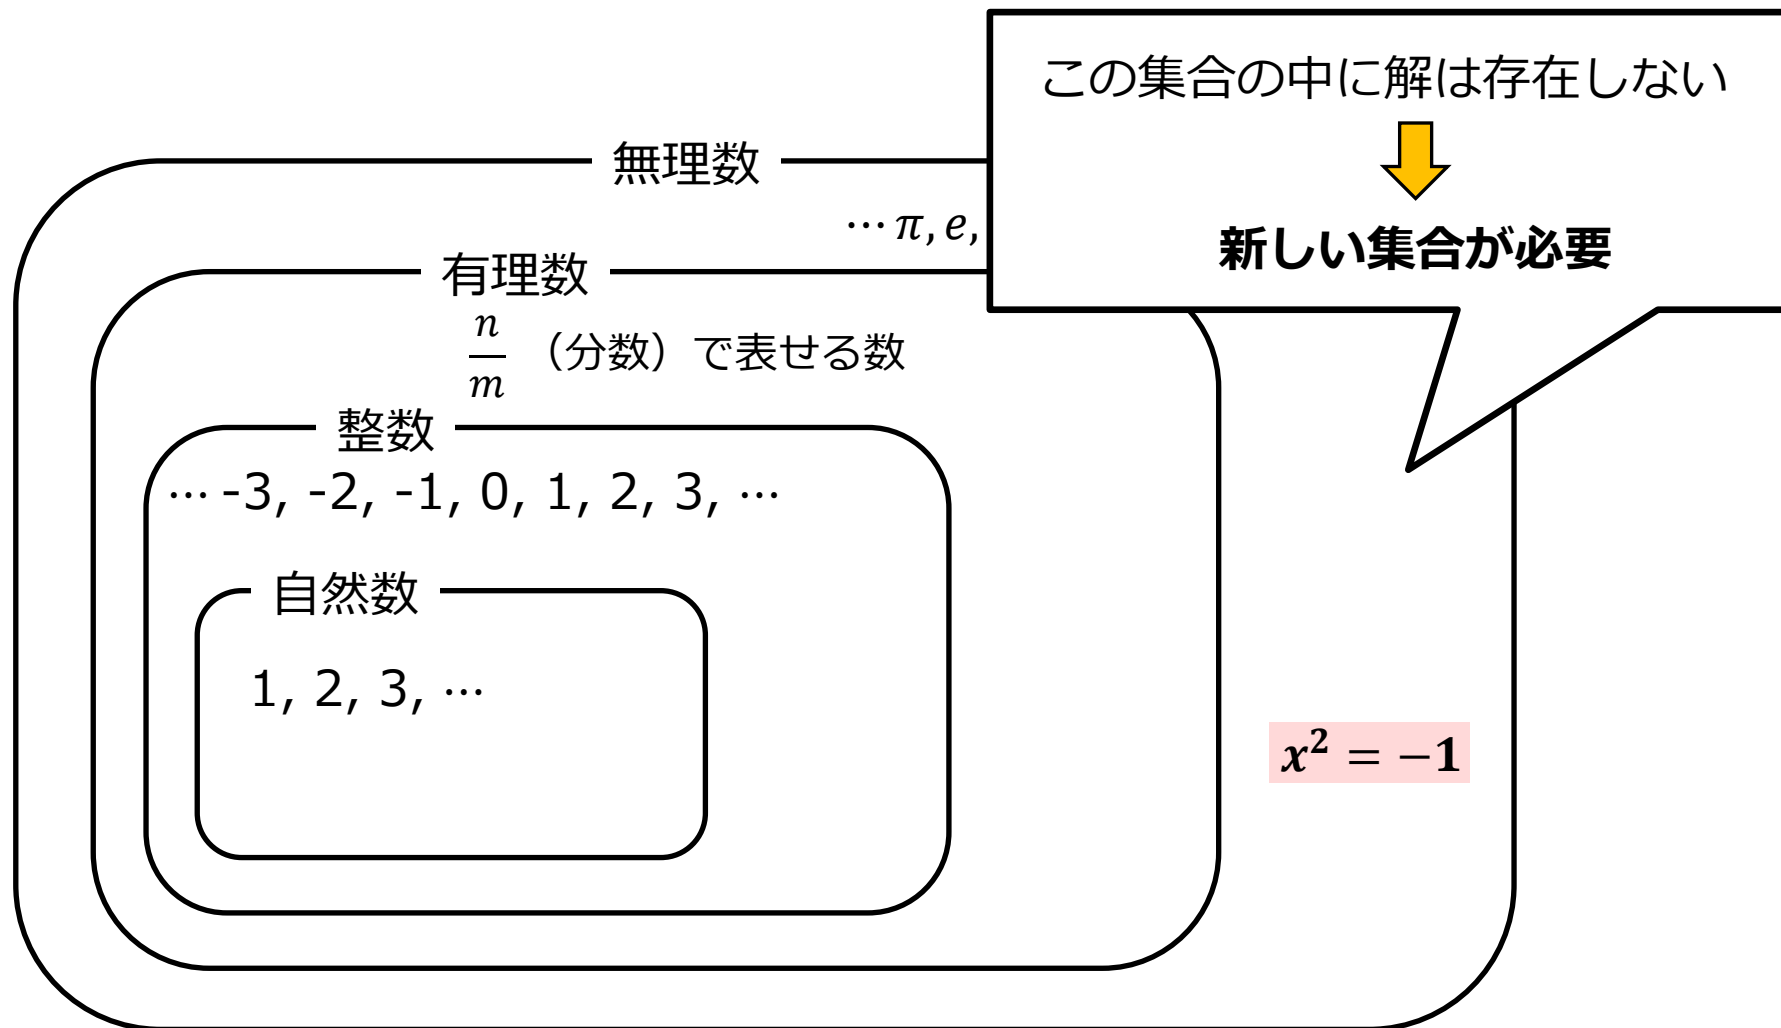 この集合の中に解は存在しない
新しい集合が必要
無理数
… π, e,
有理数
n/m （分数）で表せる数
整数
… -3, -2, -1, 0, 1, 2, 3, …
自然数
1, 2, 3, …
x² = −1